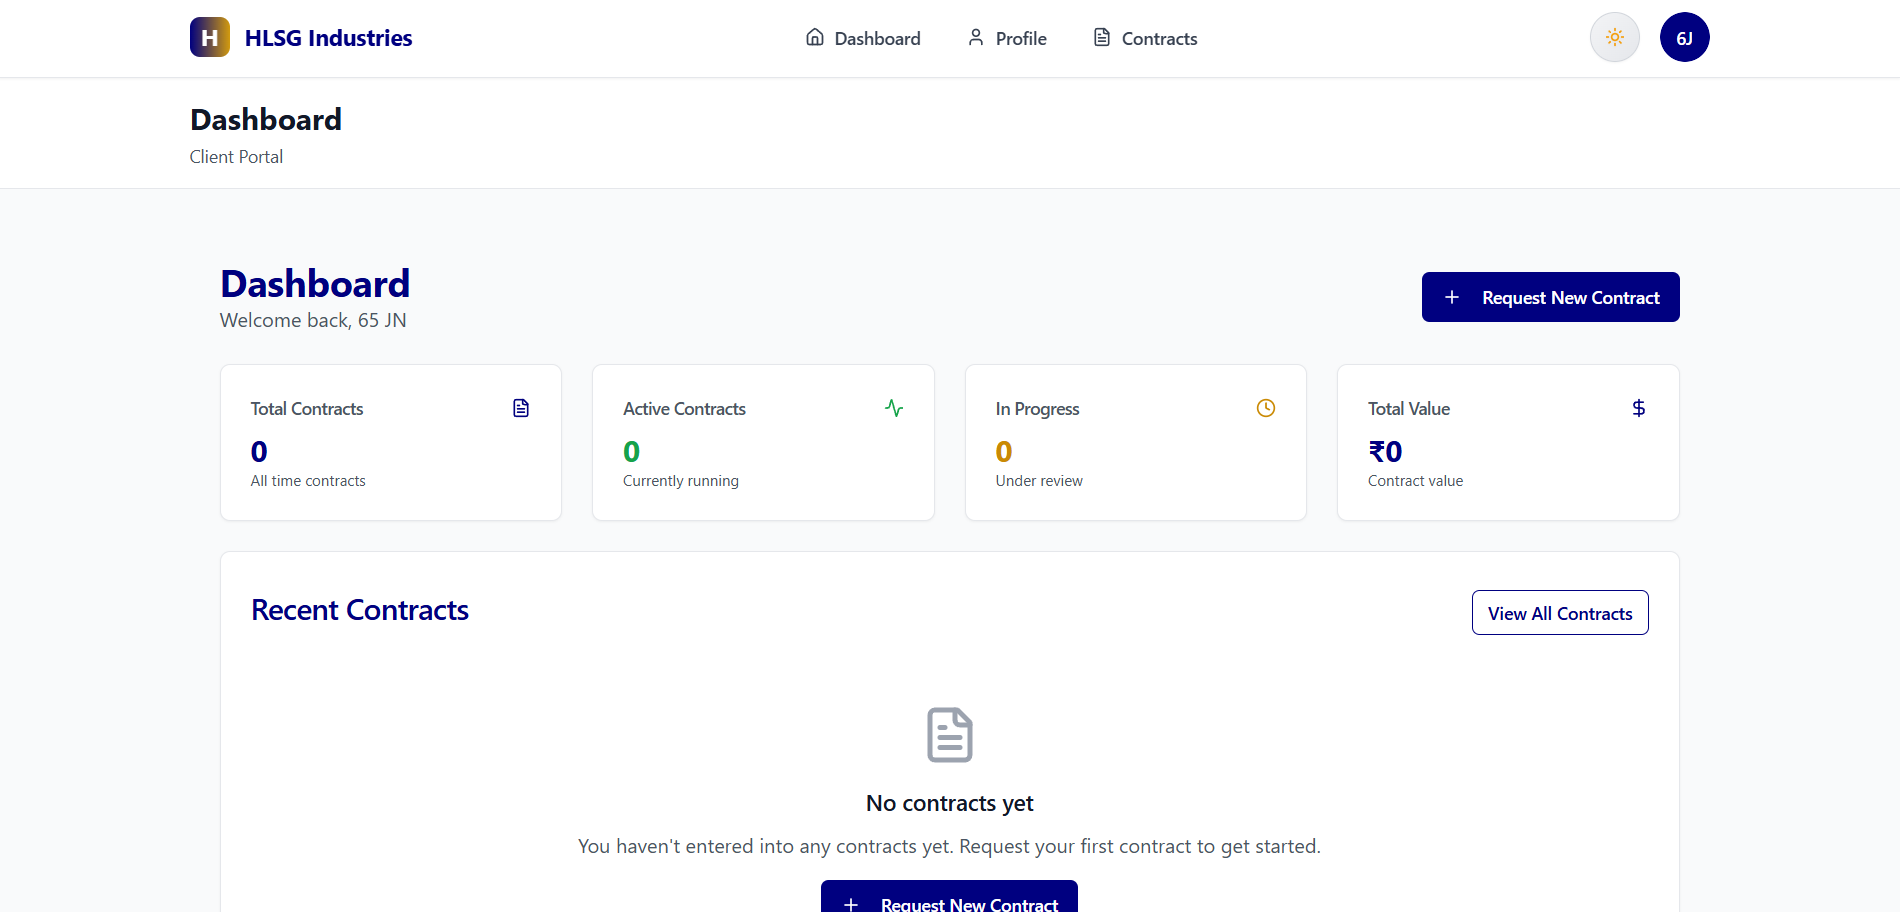 H HLSG Industries Dashboard Profile Contracts 6J
Dashboard
Client Portal
Dashboard
Welcome back, 65 JN
Request New Contract
Total Contracts
0
All time contracts
Active Contracts
0
Currently running
In Progress
0
Under review
Total Value
₹0
Contract value
Recent Contracts
View All Contracts
No contracts yet
You haven't entered into any contracts yet. Request your first contract to get started.
Request New Contract